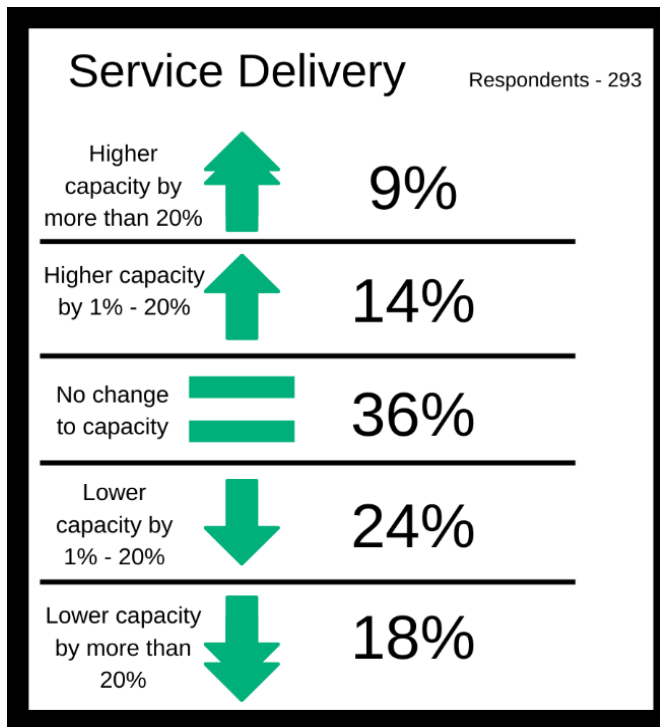 Service Delivery
Respondents - 293
Higher
capacity by
more than 20%
9%
Higher capacity
by 1% - 20%
14%
No change
to capacity
36%
Lower
capacity by
1% - 20%
24%
Lower capacity
by more than
20%
18%